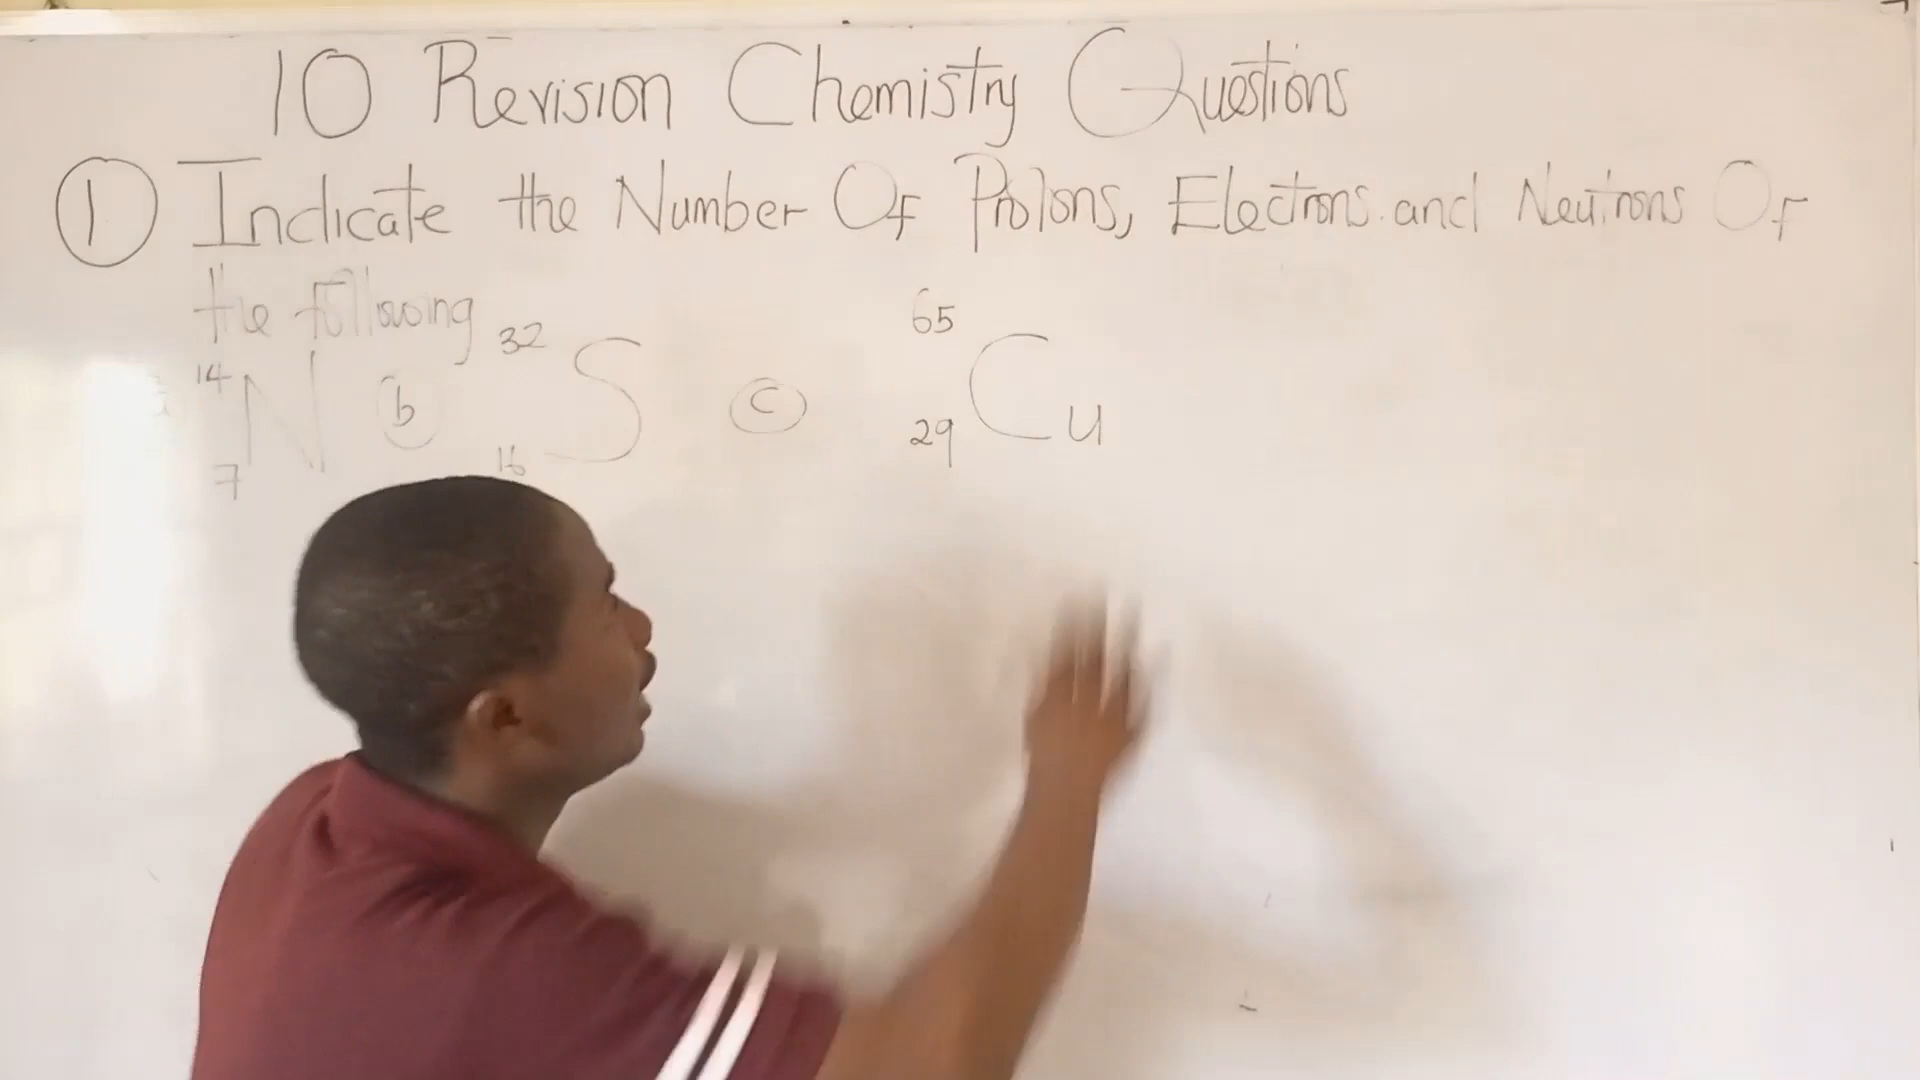 10 Revision Chemistry Questions
① Indicate the Number Of Protons, Electrons and Neutrons Of
the following
14 7 N ⓑ 32 16 S ⓒ 65 29 Cu